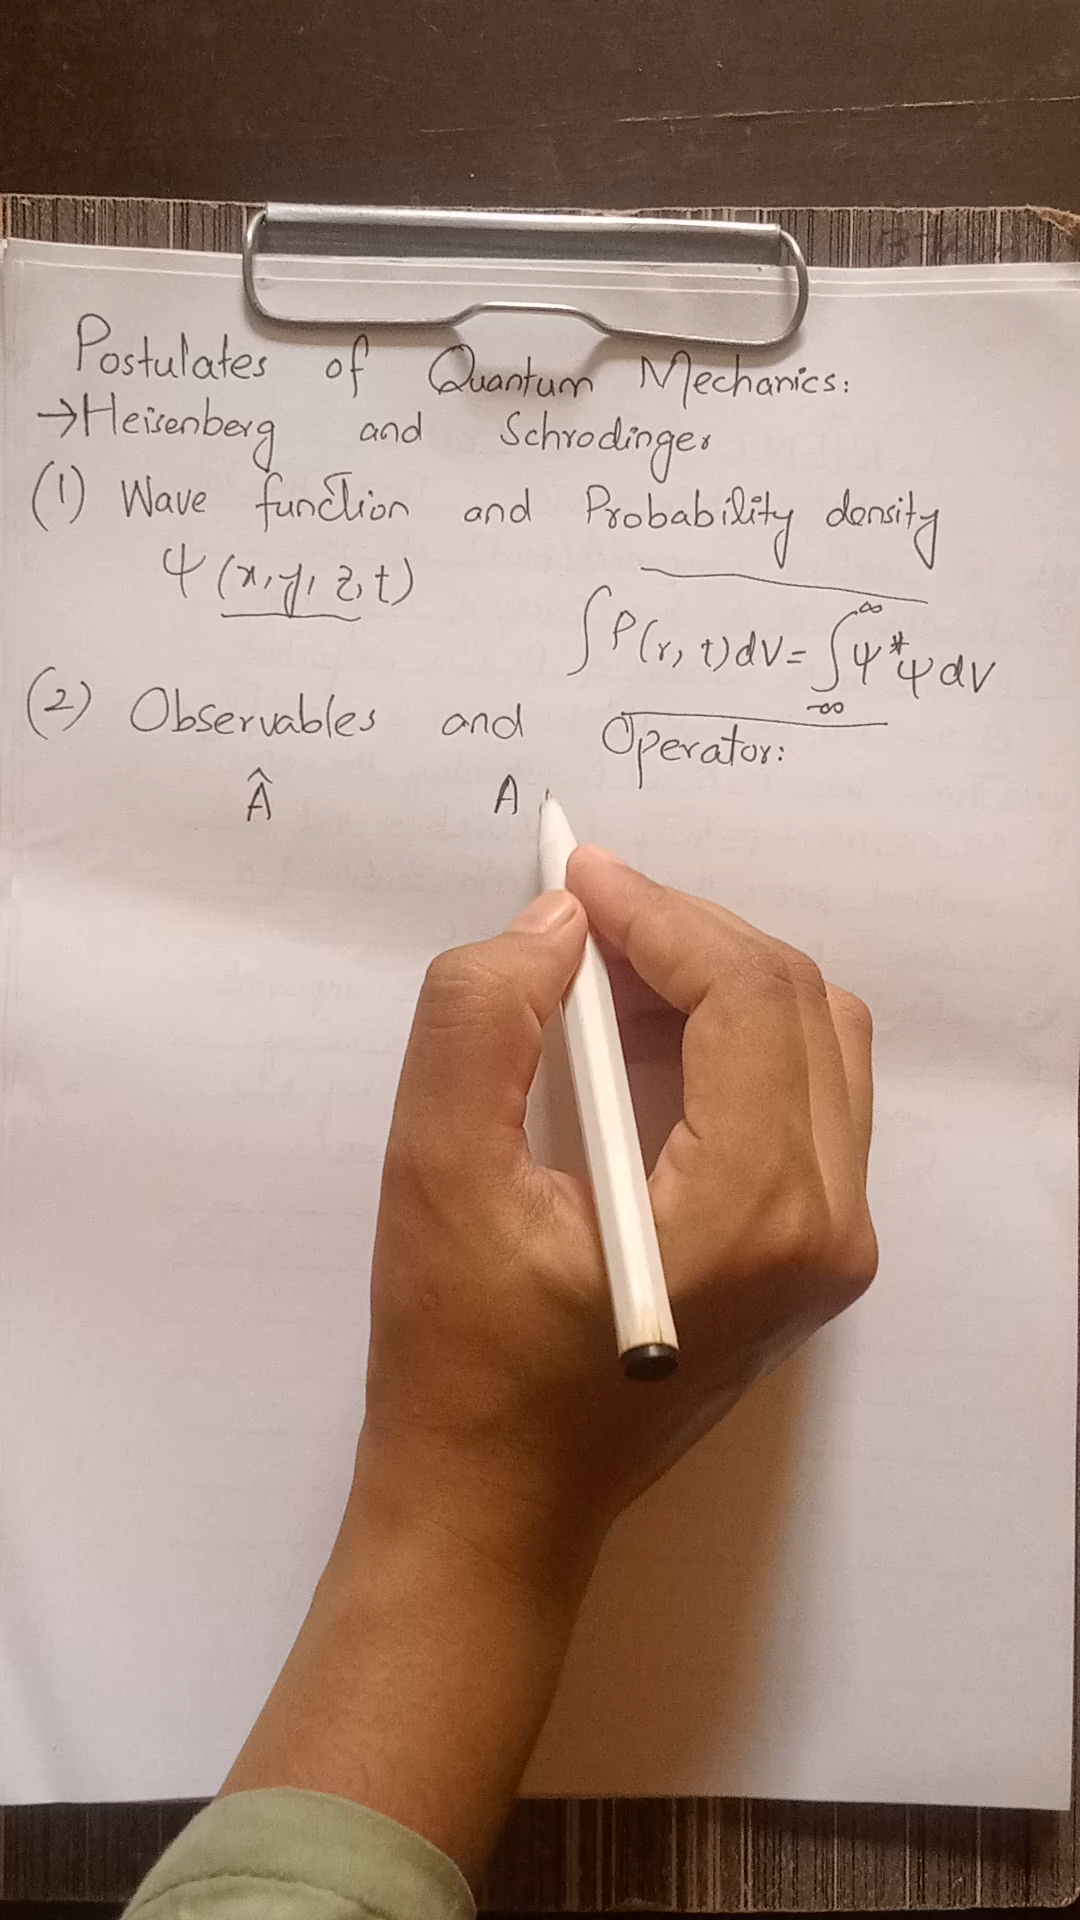 Postulates of Quantum Mechanics:
→Heisenberg and Schrodinger
(1) Wave function and Probability density
ψ (x, y, z, t)
∫P(r, t)dV = ∫_{-∞}^{∞} ψ*ψ dV
(2) Observables and Operator:
Â A